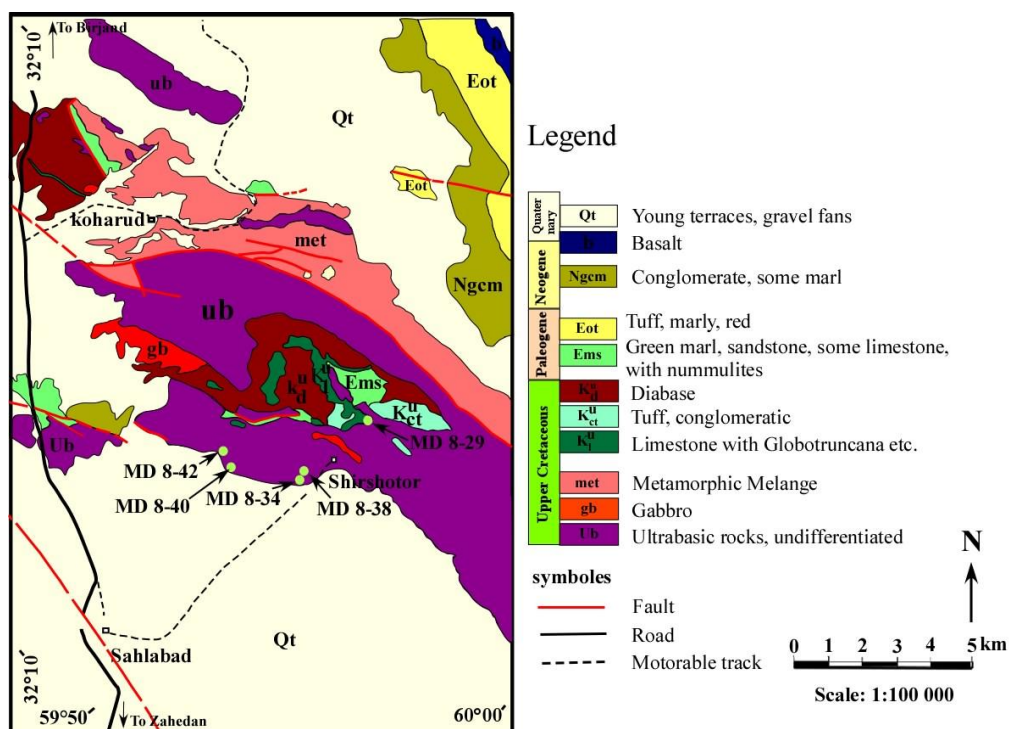 To Birjand
32°10´
ub
b
Eot
Qt
Eot
koharud
met
Ngcm
ub
gb
K u d
K u l
Ems
K u ct
Ub
MD 8-29
MD 8-42
Shirshotor
MD 8-40
MD 8-34
MD 8-38
Qt
Sahlabad
32°10´
59°50´
To Zahedan
60°00´
Legend
Quater nary
Neogene
Paleogene
Upper Cretaceous
Qt Young terraces, gravel fans
b Basalt
Ngcm Conglomerate, some marl
Eot Tuff, marly, red
Ems Green marl, sandstone, some limestone,
with nummulites
Diabase
K u ct Tuff, conglomeratic
K u l Limestone with Globotruncana etc.
met Metamorphic Melange
gb Gabbro
Ub Ultrabasic rocks, undifferentiated
symbols
Fault
Road
Motorable track
N
0 1 2 3 4 5 km
Scale: 1:100 000